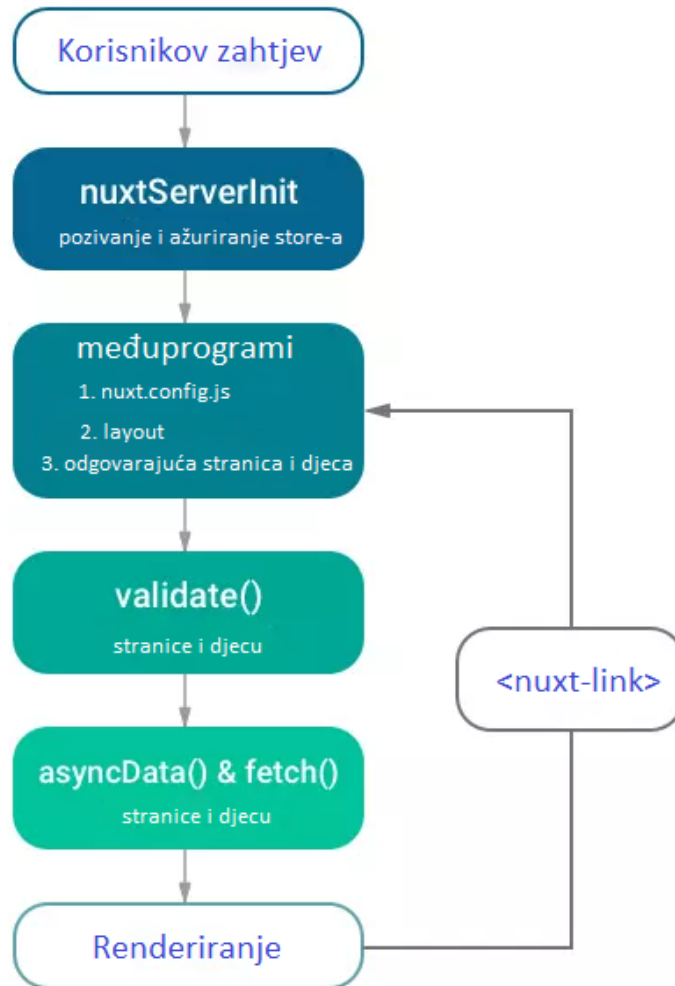 Korisnikov zahtjev
nuxtServerInit
pozivanje i ažuriranje store-a
međuprogrami
1. nuxt.config.js
2. layout
3. odgovarajuća stranica i djeca
validate()
stranice i djecu
<nuxt-link>
asyncData() & fetch()
stranice i djecu
Renderiranje